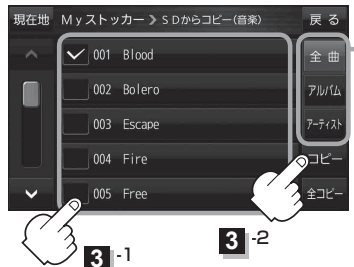 現在地 Myストッカー》SDからコピー(音楽) 戻る
001 Blood
002 Bolero
003 Escape
004 Fire
005 Free
全曲
アルバム
アーティスト
コピー
全コピー
3-1
3-2